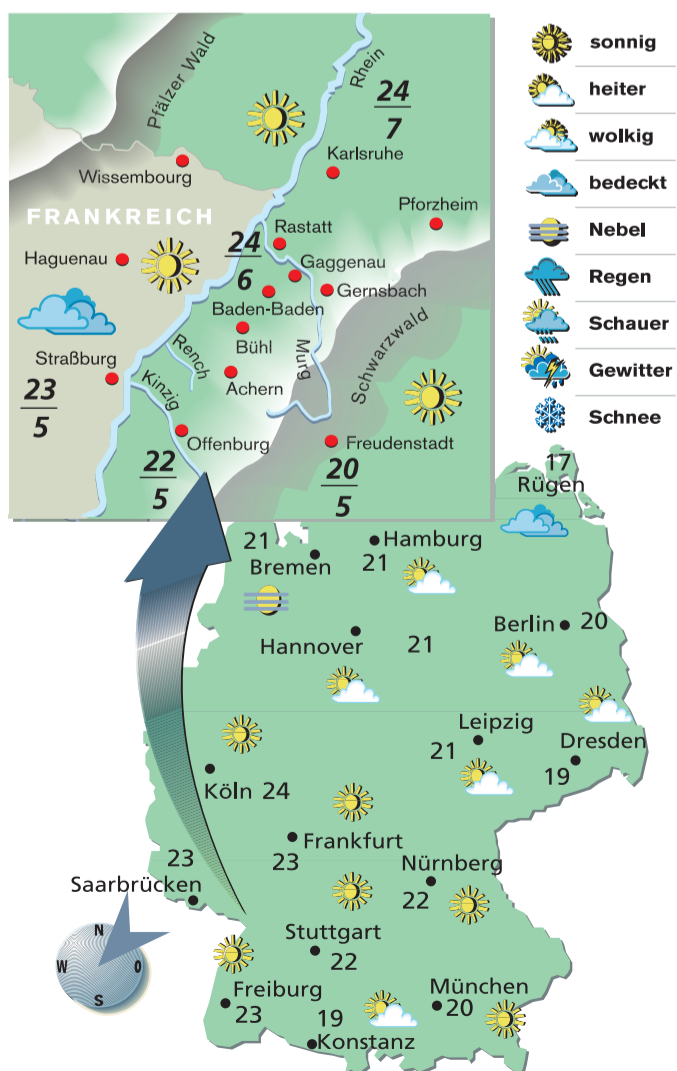 Pfälzer Wald
Rhein
24
7
Karlsruhe
Wissembourg
Pforzheim
FRANKREICH
Rastatt
24
6
Haguenau
Gaggenau
Gernsbach
Baden-Baden
Bühl
Rench
Murg
Schwarzwald
Straßburg
Kinzig
Achern
23
5
Offenburg
Freudenstadt
22
5
20
5
sonnig
heiter
wolkig
bedeckt
Nebel
Regen
Schauer
Gewitter
Schnee
17
Rügen
21
Bremen
Hamburg
21
Hannover
21
Berlin 20
Leipzig
21
Dresden
19
Köln 24
Frankfurt
23
23
Saarbrücken
Nürnberg
22
Stuttgart
22
Freiburg
23
München
20
19
Konstanz
N
W O
S